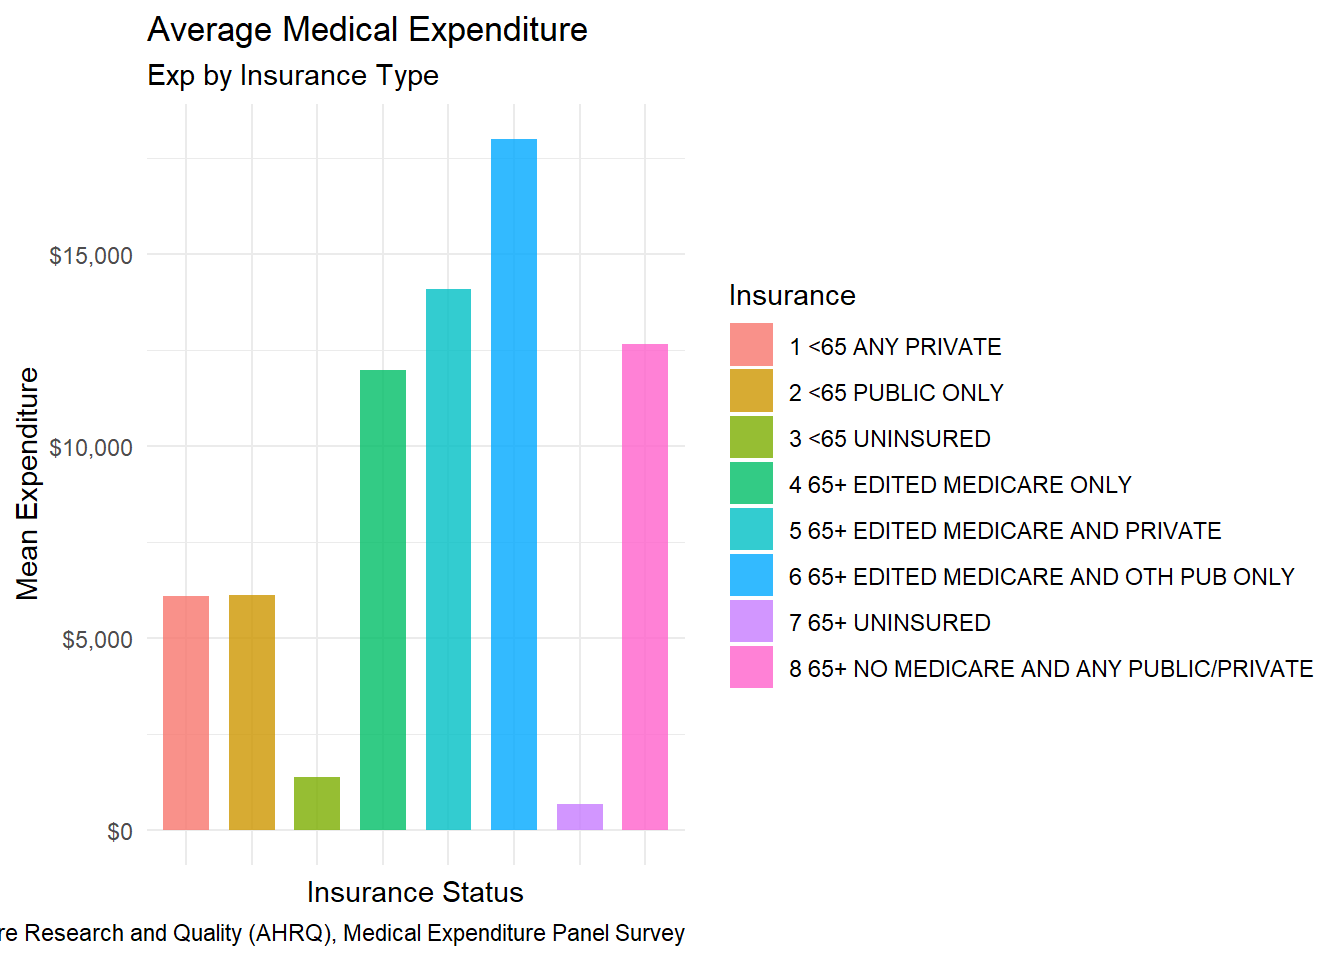 Average Medical Expenditure
Exp by Insurance Type
$15,000
$10,000
$5,000
$0
Mean Expenditure
Insurance Status
Insurance
1 <65 ANY PRIVATE
2 <65 PUBLIC ONLY
3 <65 UNINSURED
4 65+ EDITED MEDICARE ONLY
5 65+ EDITED MEDICARE AND PRIVATE
6 65+ EDITED MEDICARE AND OTH PUB ONLY
7 65+ UNINSURED
8 65+ NO MEDICARE AND ANY PUBLIC/PRIVATE
re Research and Quality (AHRQ), Medical Expenditure Panel Survey